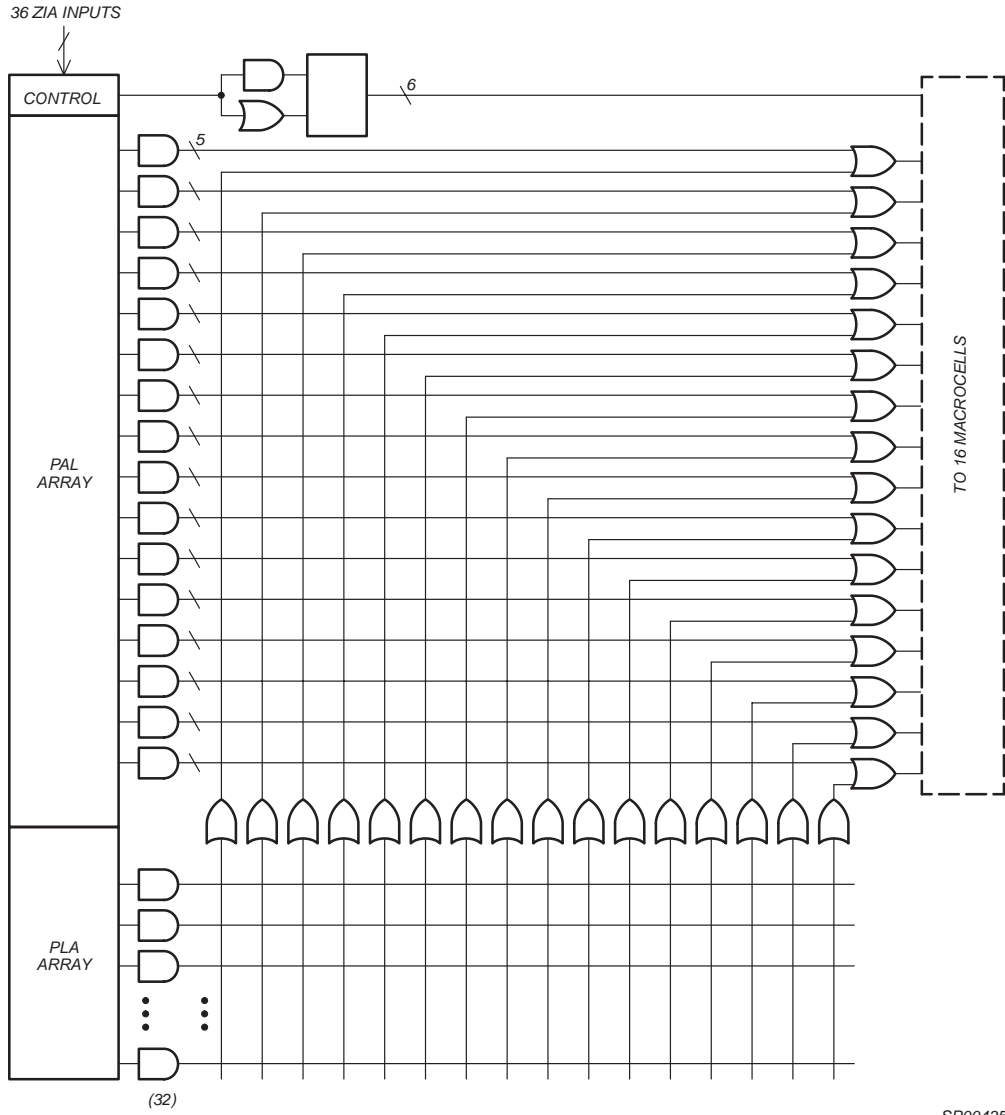 36 ZIA INPUTS
CONTROL
6
5
PAL
ARRAY
TO 16 MACROCELLS
PLA
ARRAY
(32)